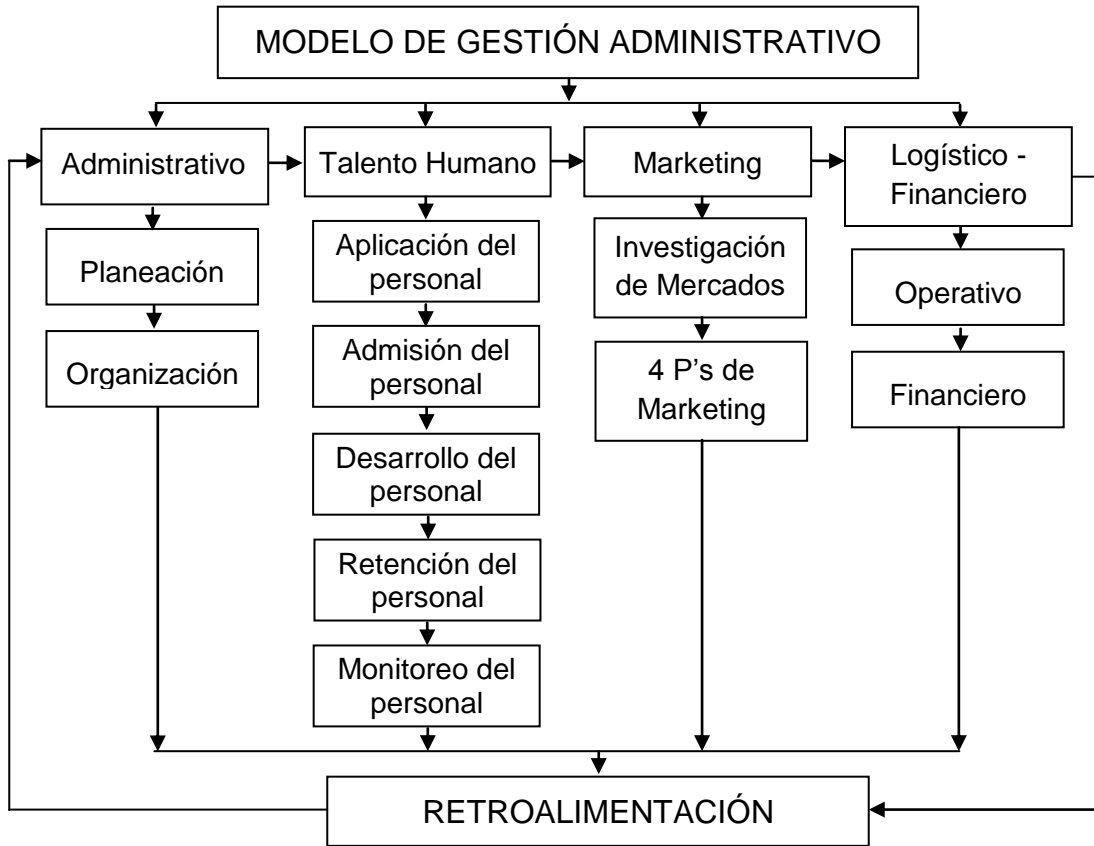 MODELO DE GESTIÓN ADMINISTRATIVO
Administrativo
Talento Humano
Marketing
Logístico -
Financiero
Planeación
Organización
Aplicación del
personal
Admisión del
personal
Desarrollo del
personal
Retención del
personal
Monitoreo del
personal
Investigación
de Mercados
4 P's de
Marketing
Operativo
Financiero
RETROALIMENTACIÓN